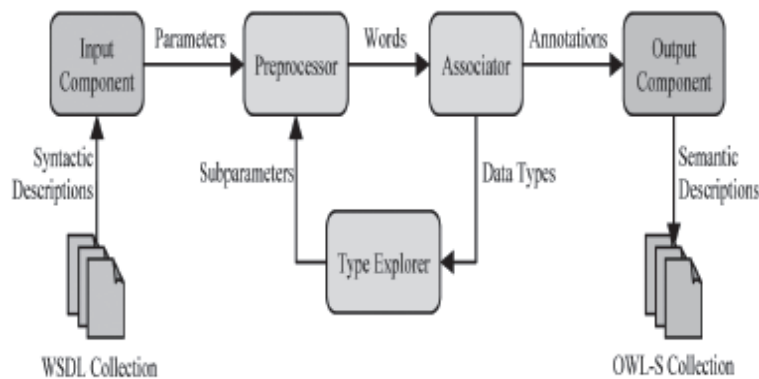 Parameters
Words
Annotations
Input
Component
Preprocessor
Associator
Output
Component
Syntactic
Descriptions
Subparameters
Data Types
Semantic
Descriptions
Type Explorer
WSDL Collection
OWL-S Collection